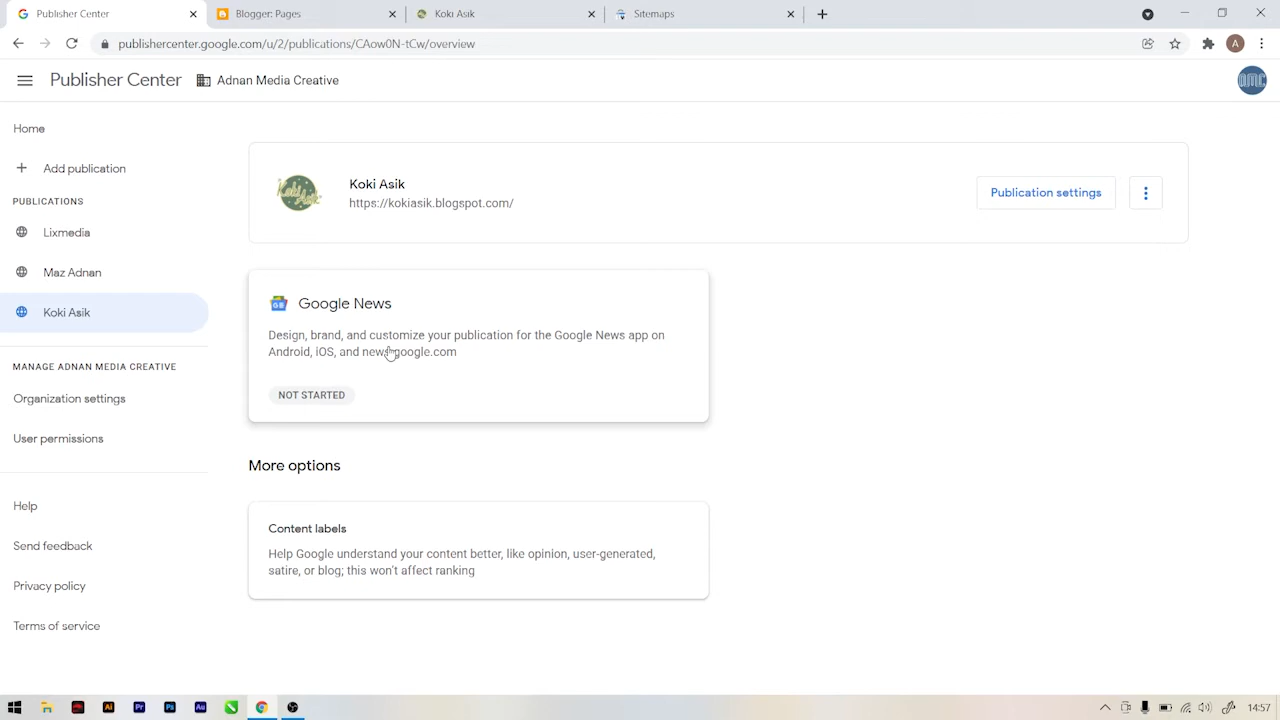 Publisher Center
Blogger: Pages
Koki Asik
Sitemaps
publishercenter.google.com/u/2/publications/CAow0N-tCw/overview
A
Publisher Center
Adnan Media Creative
Home
Add publication
PUBLICATIONS
Lixmedia
Maz Adnan
Koki Asik
MANAGE ADNAN MEDIA CREATIVE
Organization settings
User permissions
Help
Send feedback
Privacy policy
Terms of service
Koki Asik
https://kokiasik.blogspot.com/
Publication settings
Google News
Design, brand, and customize your publication for the Google News app on
Android, iOS, and news.google.com
NOT STARTED
More options
Content labels
Help Google understand your content better, like opinion, user-generated,
satire, or blog; this won't affect ranking
Ai
Pr
Ps
Au
14:57